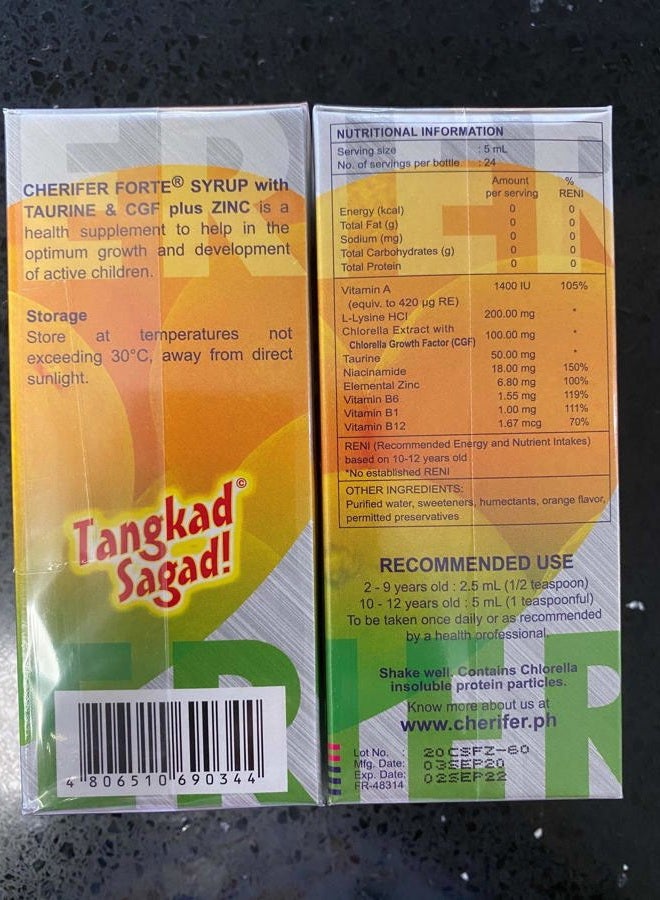 CHERIFER FORTE® SYRUP with
TAURINE & CGF plus ZINC is a
health supplement to help in the
optimum growth and development
of active children.
Storage
Store at temperatures not
exceeding 30°C, away from direct
sunlight.
Tangkad©
Sagad!
4 806510 690344
NUTRITIONAL INFORMATION
Serving size : 5 mL
No. of servings per bottle : 24
Amount %
per serving RENI
Energy (kcal) 0 0
Total Fat (g) 0 0
Sodium (mg) 0 0
Total Carbohydrates (g) 0 0
Total Protein 0 0
Vitamin A 1400 IU 105%
(equiv. to 420 µg RE)
L-Lysine HCl 200.00 mg *
Chlorella Extract with 100.00 mg *
Chlorella Growth Factor (CGF)
Taurine 50.00 mg *
Niacinamide 18.00 mg 150%
Elemental Zinc 6.80 mg 100%
Vitamin B6 1.55 mg 119%
Vitamin B1 1.00 mg 111%
Vitamin B12 1.67 mcg 70%
RENI (Recommended Energy and Nutrient Intakes)
based on 10-12 years old
*No established RENI
OTHER INGREDIENTS:
Purified water, sweeteners, humectants, orange flavor,
permitted preservatives
RECOMMENDED USE
2 - 9 years old : 2.5 mL (1/2 teaspoon)
10 - 12 years old : 5 mL (1 teaspoonful)
To be taken once daily or as recommended
by a health professional.
Shake well. Contains Chlorella
insoluble protein particles.
Know more about us @
www.cherifer.ph
Lot No. : 20CSFZ-60
Mfg. Date: 03SEP20
Exp. Date: 02SEP22
FR-48314